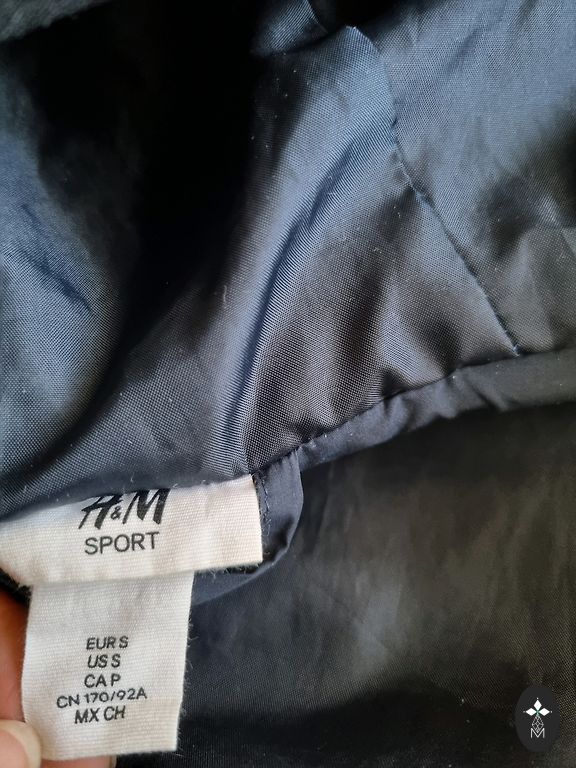 H&M
SPORT
EUR S
US S
CA P
CN 170/92A
MX CH